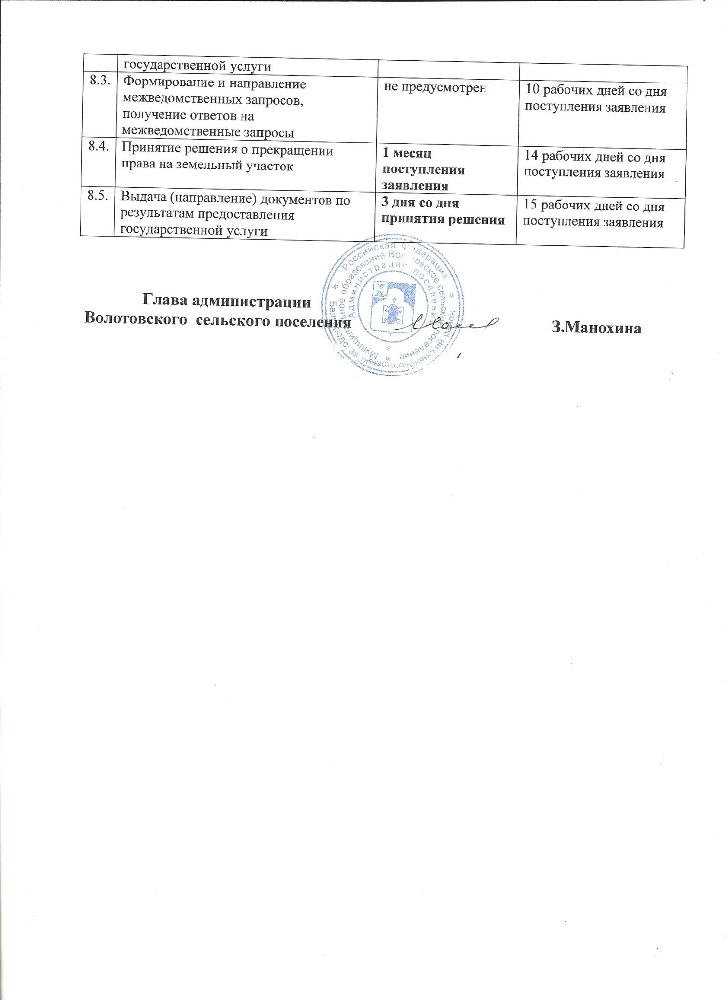 государственной услуги
8.3. Формирование и направление
межведомственных запросов,
получение ответов на
межведомственные запросы
не предусмотрен
10 рабочих дней со дня
поступления заявления
8.4. Принятие решения о прекращении
права на земельный участок
1 месяц
поступления
заявления
14 рабочих дней со дня
поступления заявления
8.5. Выдача (направление) документов по
результатам предоставления
государственной услуги
3 дня со дня
принятия решения
15 рабочих дней со дня
поступления заявления
Глава администрации
Волотовского сельского поселения
З.Манохина
Российская Федерация
Белгородская область, Чернянский район
Муниципальное образование Волотовское сельское поселение
Администрация поселения